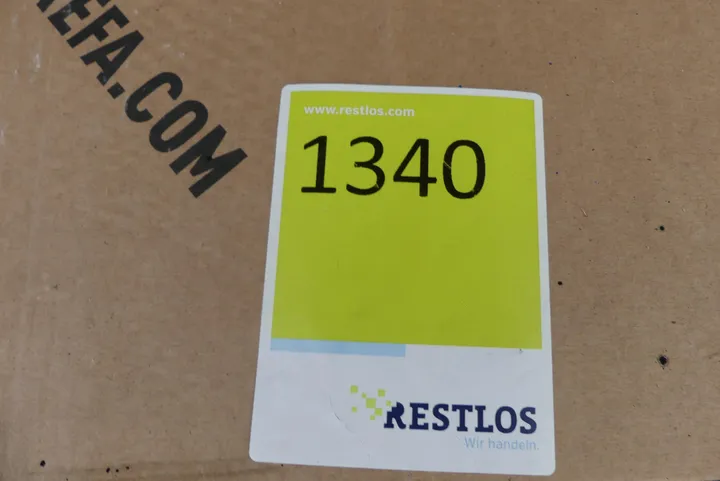 EFA.COM
www.restlos.com
1340
RESTLOS
Wir handeln.